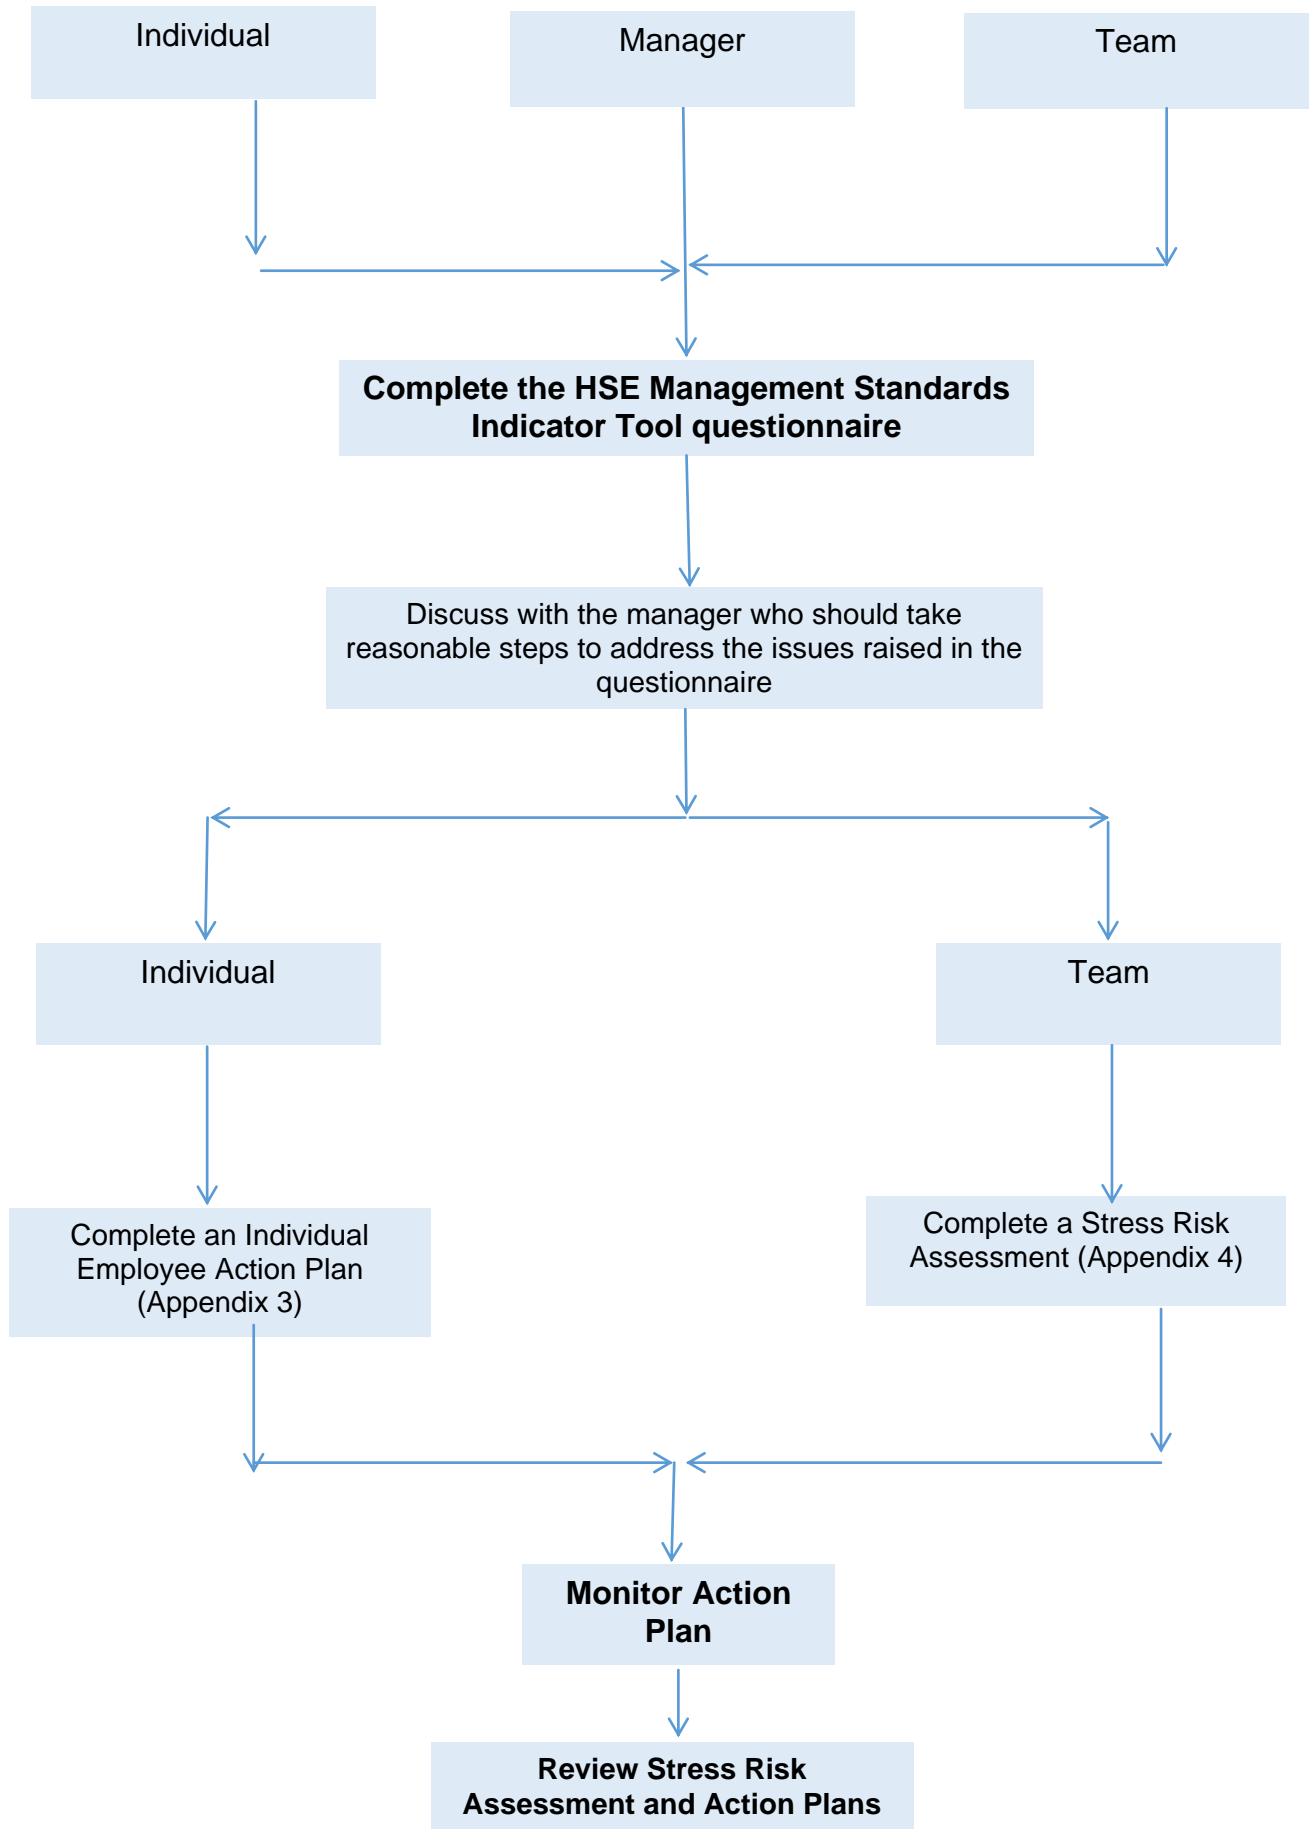 Individual
Manager
Team
Complete the HSE Management Standards
Indicator Tool questionnaire
Discuss with the manager who should take
reasonable steps to address the issues raised in the
questionnaire
Individual
Team
Complete an Individual
Employee Action Plan
(Appendix 3)
Complete a Stress Risk
Assessment (Appendix 4)
Monitor Action
Plan
Review Stress Risk
Assessment and Action Plans